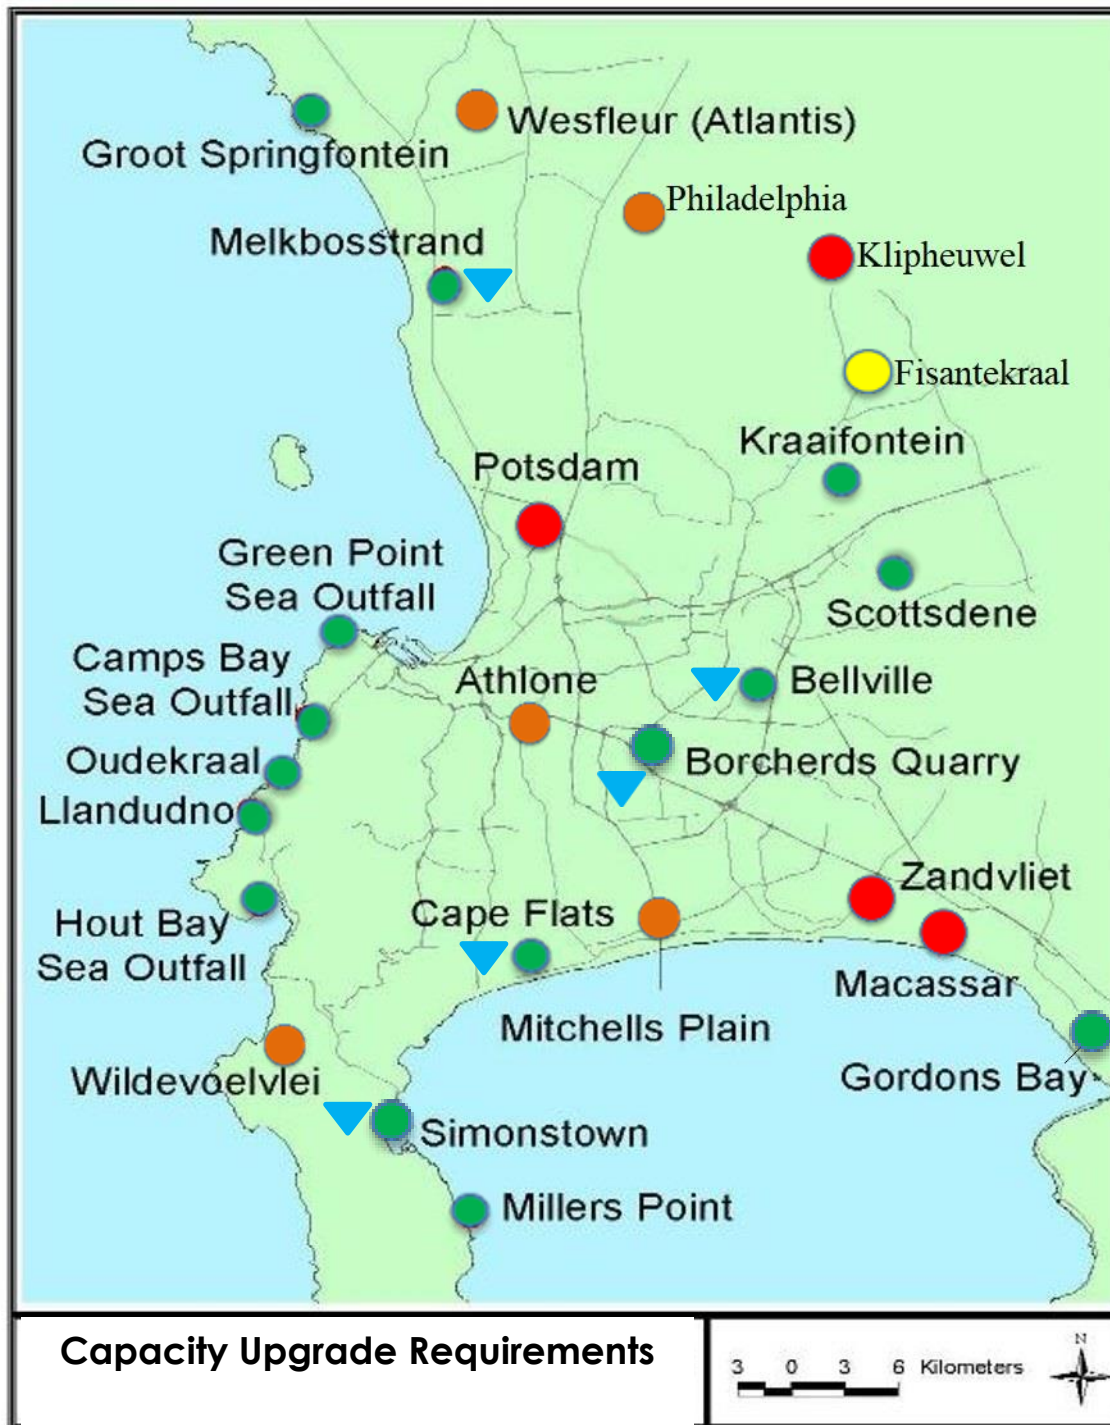 Wesfleur (Atlantis)
Groot Springfontein
Philadelphia
Melkbosstrand
Klipheuwel
Fisantekraal
Kraaifontein
Potsdam
Green Point
Sea Outfall
Scottsdene
Camps Bay
Sea Outfall
Athlone
Bellville
Oudekraal
Borcherds Quarry
Llandudno
Zandvliet
Cape Flats
Hout Bay
Sea Outfall
Macassar
Mitchells Plain
Wildevoelvlei
Gordons Bay
Simonstown
Millers Point
Capacity Upgrade Requirements
3 0 3 6 Kilometers
N